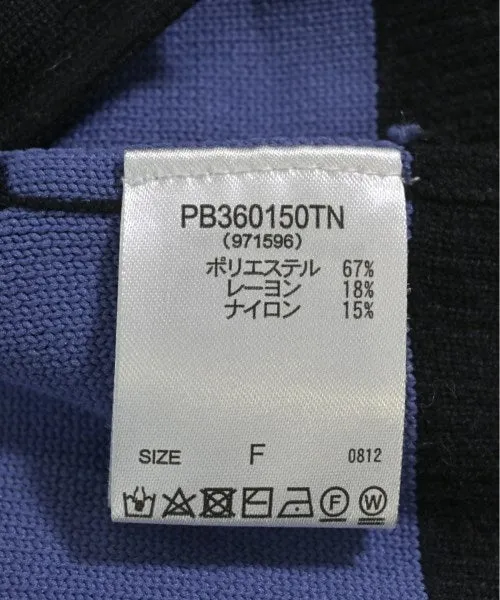 PB360150TN
(971596)
ポリエステル 67%
レーヨン 18%
ナイロン 15%
SIZE F 0812
F W